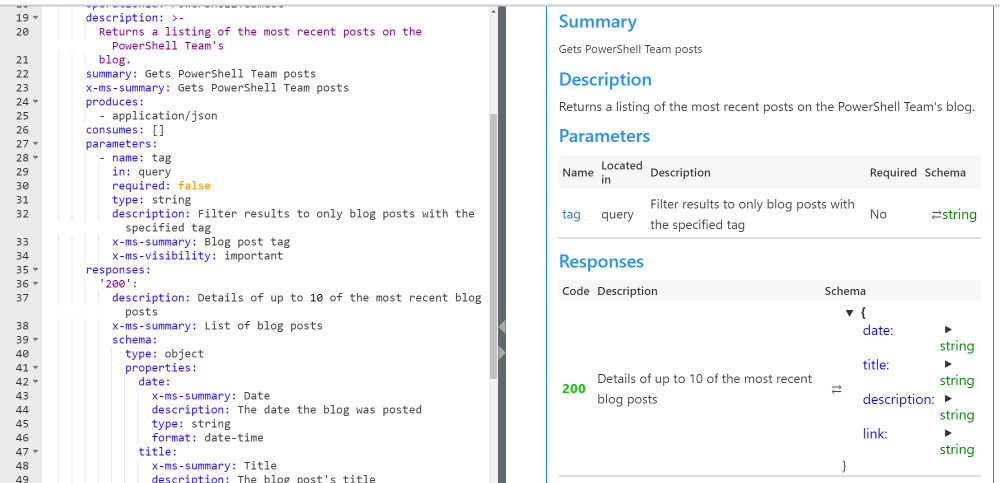 18 operationId: PowerShellTeamGet
19 description: >-
20 Returns a listing of the most recent posts on the
PowerShell Team's
21 blog.
22 summary: Gets PowerShell Team posts
23 x-ms-summary: Gets PowerShell Team posts
24 produces:
25 - application/json
26 consumes: []
27 parameters:
28 - name: tag
29 in: query
30 required: false
31 type: string
32 description: Filter results to only blog posts with the
specified tag
33 x-ms-summary: Blog post tag
34 x-ms-visibility: important
35 responses:
36 '200':
37 description: Details of up to 10 of the most recent blog
posts
38 x-ms-summary: List of blog posts
39 schema:
40 type: object
41 properties:
42 date:
43 x-ms-summary: Date
44 description: The date the blog was posted
45 type: string
46 format: date-time
47 title:
48 x-ms-summary: Title
49 description: The blog post's title
Summary
Gets PowerShell Team posts
Description
Returns a listing of the most recent posts on the PowerShell Team's blog.
Parameters
Name Located in Description Required Schema
tag query Filter results to only blog posts with No ⇄string
the specified tag
Responses
Code Description Schema
200 Details of up to 10 of the most recent
blog posts
⇄ ▼ {
date: ▶
string
title: ▶
string
description: ▶
string
link: ▶
string
}